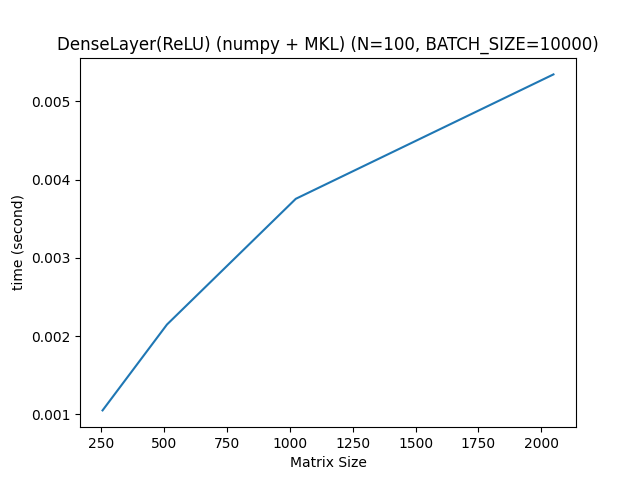 DenseLayer(ReLU) (numpy + MKL) (N=100, BATCH_SIZE=10000)
time (second)
0.005
0.004
0.003
0.002
0.001
250 500 750 1000 1250 1500 1750 2000
Matrix Size